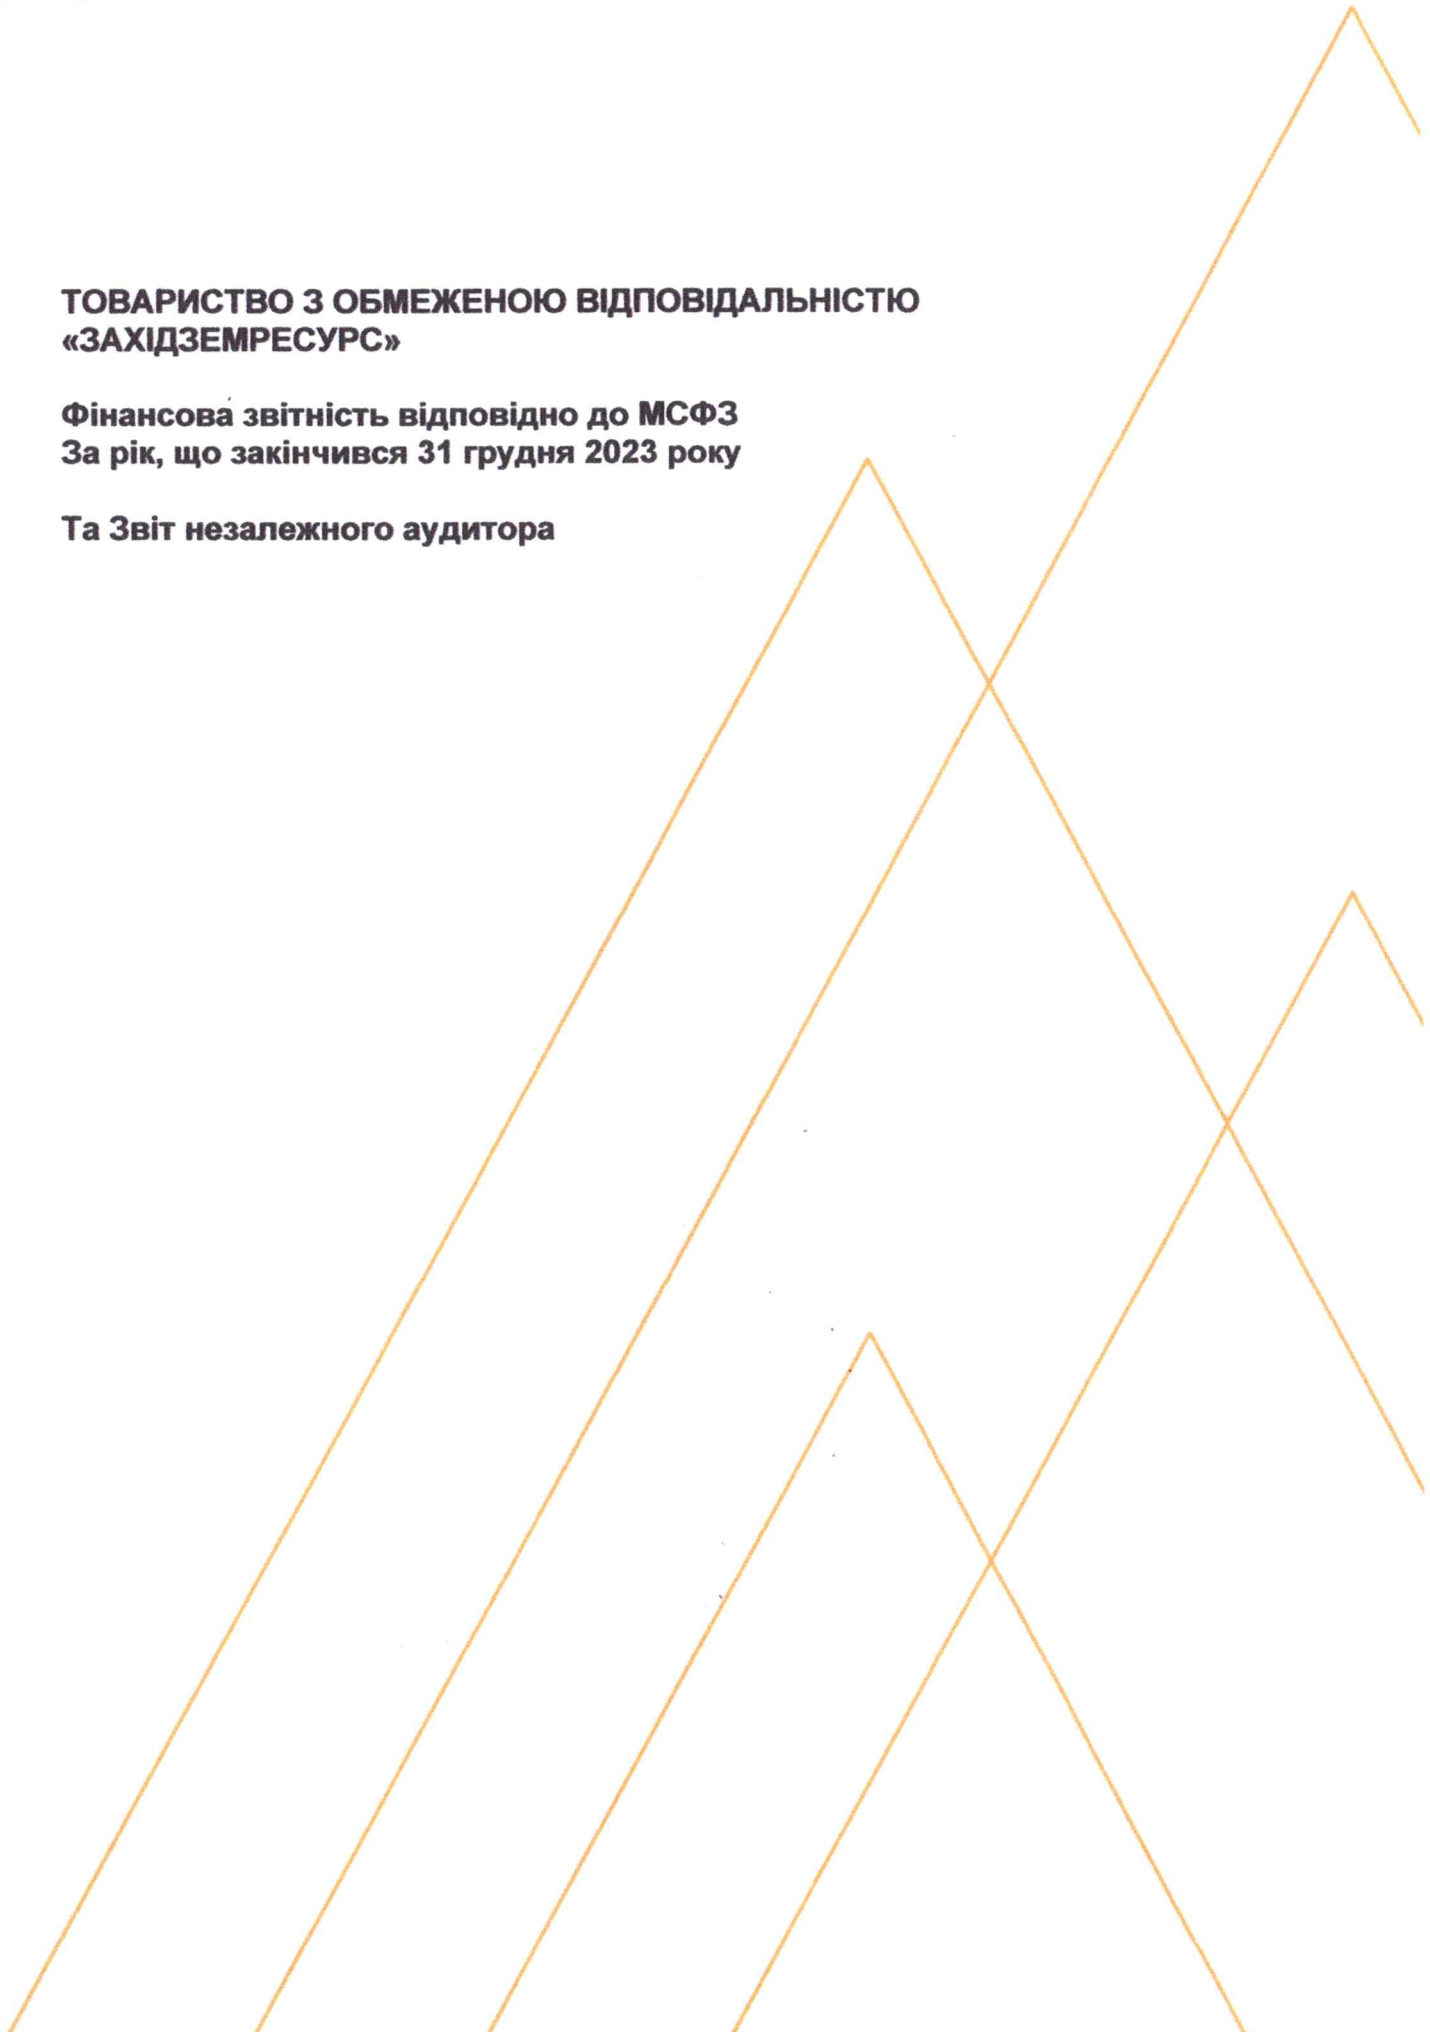 ТОВАРИСТВО З ОБМЕЖЕНОЮ ВІДПОВІДАЛЬНІСТЮ
«ЗАХІДЗЕМРЕСУРС»
Фінансова звітність відповідно до МСФЗ
За рік, що закінчився 31 грудня 2023 року
Та Звіт незалежного аудитора